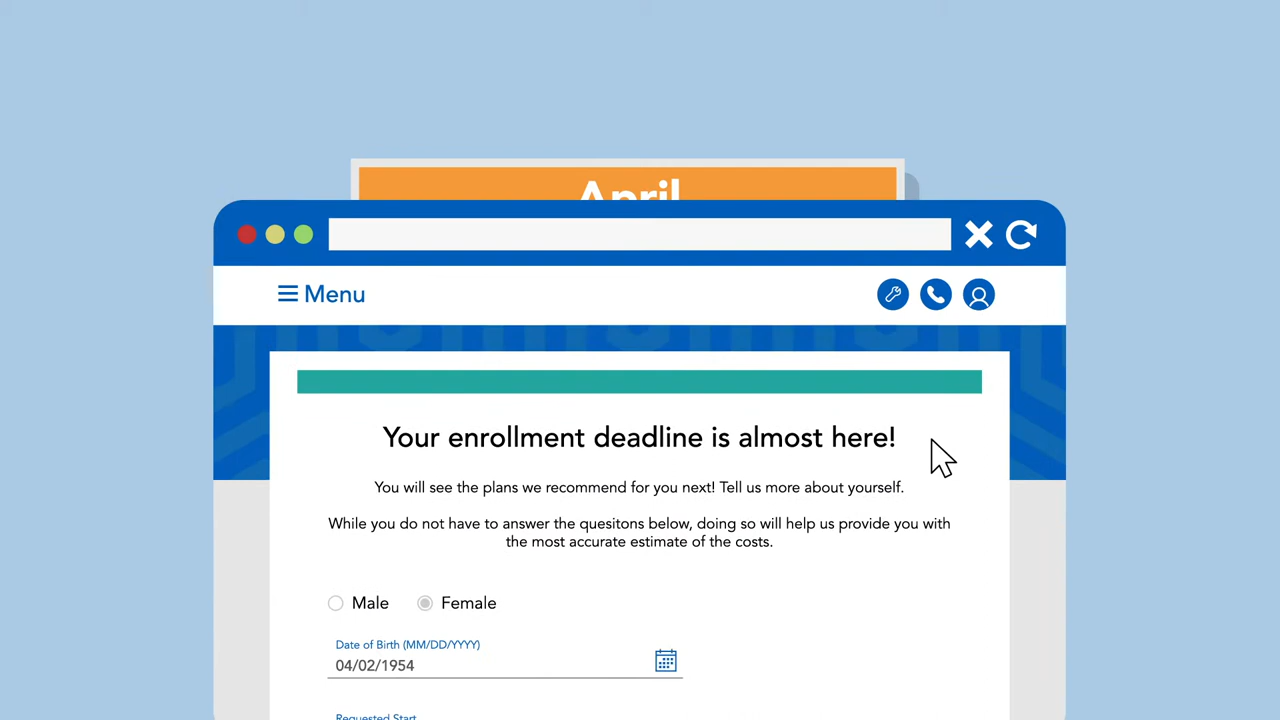 April
Menu
Your enrollment deadline is almost here!
You will see the plans we recommend for you next! Tell us more about yourself.
While you do not have to answer the quesitons below, doing so will help us provide you with
the most accurate estimate of the costs.
Male Female
Date of Birth (MM/DD/YYYY)
04/02/1954
Requested Start